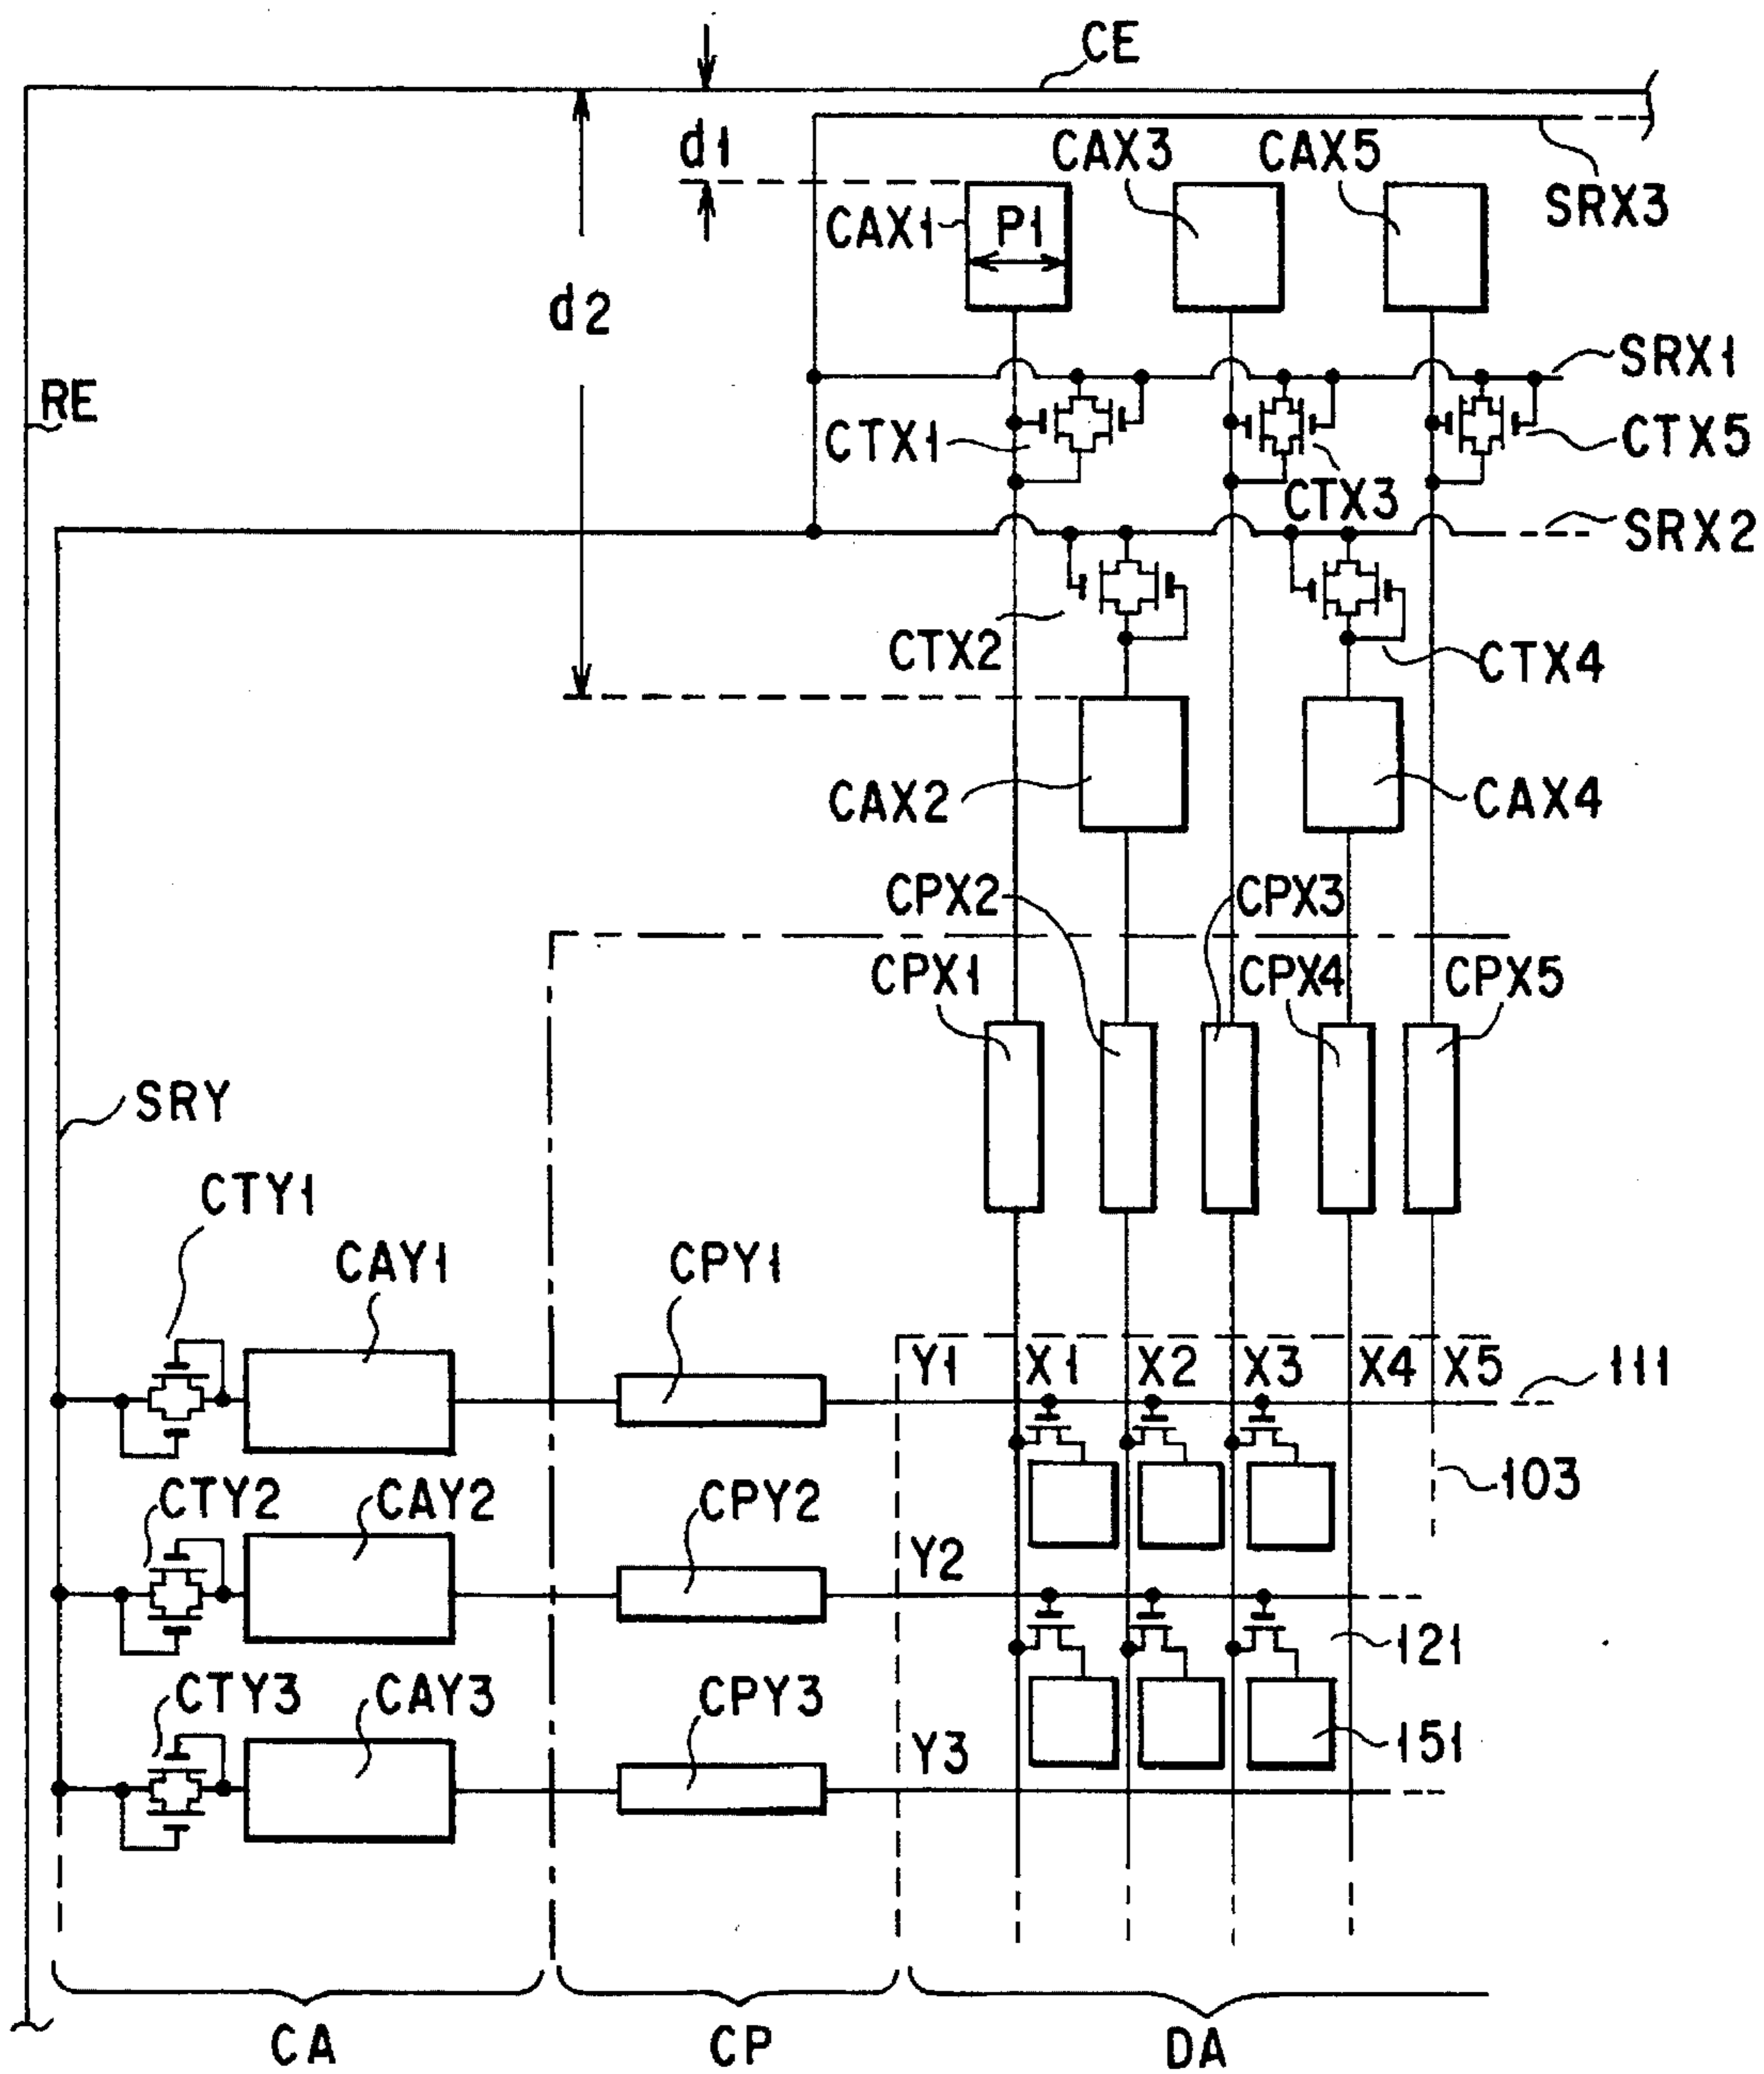 CE
d1
CAX3
CAX5
SRX3
CAX1
P1
d2
SRX1
RE
CTX1
CTX5
CTX3
SRX2
CTX2
CTX4
CAX2
CAX4
CPX2
CPX3
CPX1
CPX4
CPX5
SRY
CTY1
CAY1
CPY1
Y1
X1
X2
X3
X4
X5
111
103
CTY2
CAY2
CPY2
Y2
121
CTY3
CAY3
CPY3
Y3
151
CA
CP
DA